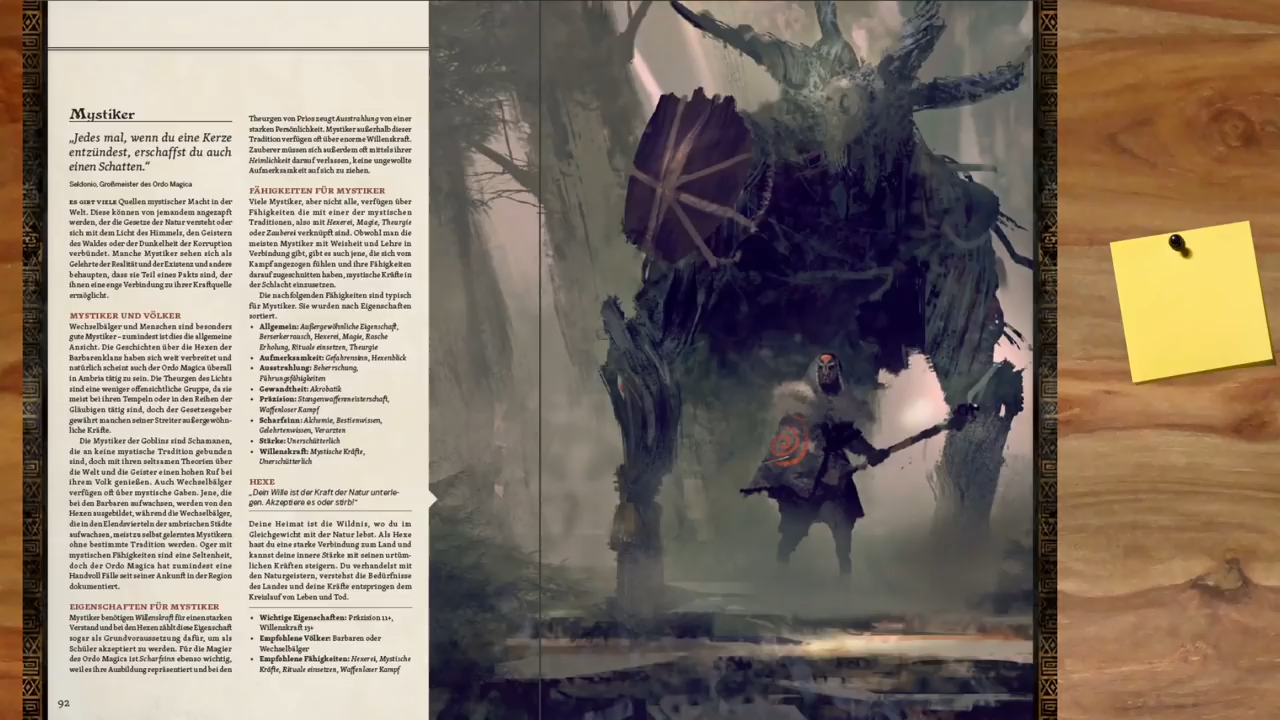 Mystiker
„Jedes mal, wenn du eine Kerze
entzündest, erschaffst du auch
einen Schatten.“
Seldonio, Großmeister des Ordo Magica
ES GIBT VIELE Quellen mystischer Macht in der
Welt. Diese können von jemandem angezapft
werden, der die Gesetze der Natur versteht oder
sich mit dem Licht des Himmels, den Geistern
des Waldes oder der Dunkelheit der Korruption
verbündet. Manche Mystiker sehen sich als
Gelehrte der Realität und der Existenz und andere
behaupten, dass sie Teil eines Pakts sind, der
ihnen eine enge Verbindung zu ihrer Kraftquelle
ermöglicht.
MYSTIKER UND VÖLKER
Wechselbälger und Menschen sind besonders
gute Mystiker – zumindest ist dies die allgemeine
Ansicht. Die Geschichten über die Hexen der
Barbarenklans haben sich weit verbreitet und
natürlich scheint auch der Ordo Magica überall
in Ambria tätig zu sein. Die Theurgen des Lichts
sind eine weniger offensichtliche Gruppe, da sie
meist bei ihren Tempeln oder in den Reihen der
Gläubigen tätig sind, doch der Gesetzesgeber
gewährt manchen seiner Streiter außergewöhn-
liche Kräfte.
Die Mystiker der Goblins sind Schamanen,
die an keine mystische Tradition gebunden
sind, doch mit ihren seltsamen Theorien über
die Welt und die Geister einen hohen Ruf bei
ihrem Volk genießen. Auch Wechselbälger
verfügen oft über mystische Gaben. Jene, die
bei den Barbaren aufwachsen, werden von den
Hexen ausgebildet, während die Wechselbälger,
die in den Elendsvierteln der ambrischen Städte
aufwachsen, meist zu selbst gelernten Mystikern
ohne bestimmte Tradition werden. Oger mit
mystischen Fähigkeiten sind eine Seltenheit,
doch der Ordo Magica hat zumindest eine
Handvoll Fälle seit seiner Ankunft in der Region
dokumentiert.
EIGENSCHAFTEN FÜR MYSTIKER
Mystiker benötigen Willenskraft für einen starken
Verstand und bei den Hexen zählt diese Eigenschaft
sogar als Grundvoraussetzung dafür, um als
Schüler akzeptiert zu werden. Für die Magier
des Ordo Magica ist Scharfsinn ebenso wichtig,
weil es ihre Ausbildung repräsentiert und bei den
92
Theurgen von Prios zeugt Ausstrahlung von einer
starken Persönlichkeit. Mystiker außerhalb dieser
Tradition verfügen oft über enorme Willenskraft.
Zauberer müssen sich außerdem oft mittels ihrer
Heimlichkeit darauf verlassen, keine ungewollte
Aufmerksamkeit auf sich zu ziehen.
FÄHIGKEITEN FÜR MYSTIKER
Viele Mystiker, aber nicht alle, verfügen über
Fähigkeiten die mit einer der mystischen
Traditionen, also mit Hexerei, Magie, Theurgie
oder Zauberei verknüpft sind. Obwohl man die
meisten Mystiker mit Weisheit und Lehre in
Verbindung gibt, gibt es auch jene, die sich vom
Kampf angezogen fühlen und ihre Fähigkeiten
darauf zugeschnitten haben, mystische Kräfte in
der Schlacht einzusetzen.
Die nachfolgenden Fähigkeiten sind typisch
für Mystiker. Sie wurden nach Eigenschaften
sortiert.
• Allgemein: Außergewöhnliche Eigenschaft,
Berserkerrausch, Hexerei, Magie, Rasche
Erholung, Rituale einsetzen, Theurgie
• Aufmerksamkeit: Gefahrensinn, Hexenblick
• Ausstrahlung: Beherrschung,
Führungsfähigkeiten
• Gewandtheit: Akrobatik
• Präzision: Stangenwaffenmeisterschaft,
Waffenloser Kampf
• Scharfsinn: Alchemie, Bestienwissen,
Gelehrtenwissen, Verarzten
• Stärke: Unerschütterlich
• Willenskraft: Mystische Kräfte,
Unerschütterlich
HEXE
„Dein Wille ist der Kraft der Natur unterle-
gen. Akzeptiere es oder stirb!“
Deine Heimat ist die Wildnis, wo du im
Gleichgewicht mit der Natur lebst. Als Hexe
hast du eine starke Verbindung zum Land und
kannst deine innere Stärke mit seinen urtüm-
lichen Kräften steigern. Du verhandelst mit
den Naturgeistern, verstehst die Bedürfnisse
des Landes und deine Kräfte entspringen dem
Kreislauf von Leben und Tod.
• Wichtige Eigenschaften: Präzision 11+,
Willenskraft 13+
• Empfohlene Völker: Barbaren oder
Wechselbälger
• Empfohlene Fähigkeiten: Hexerei, Mystische
Kräfte, Rituale einsetzen, Waffenloser Kampf